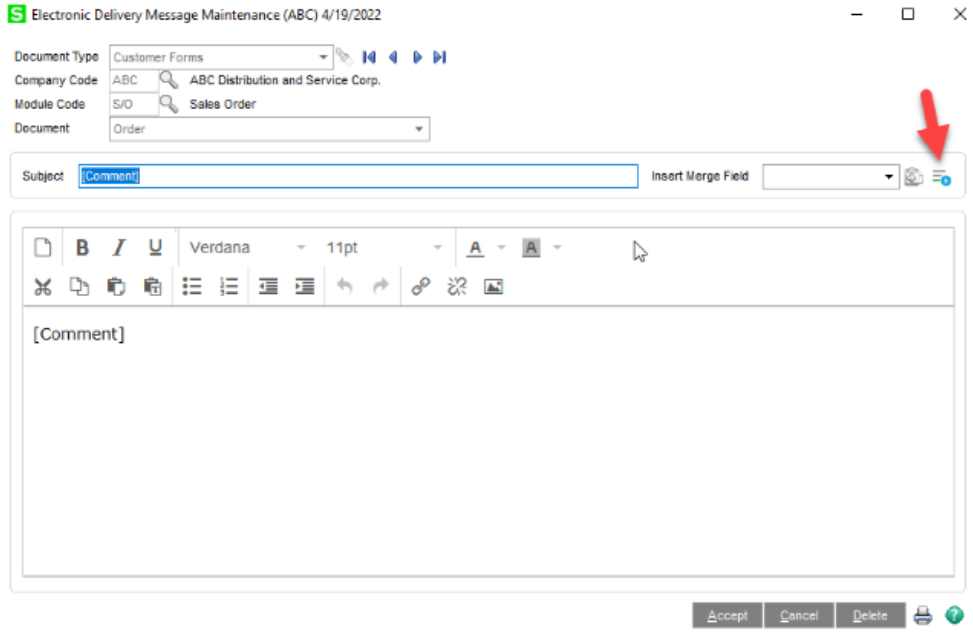 S Electronic Delivery Message Maintenance (ABC) 4/19/2022
Document Type Customer Forms
Company Code ABC ABC Distribution and Service Corp.
Module Code S/O Sales Order
Document Order
Subject [Comment] Insert Merge Field
B I U Verdana 11pt A A
[Comment]
Accept Cancel Delete ?